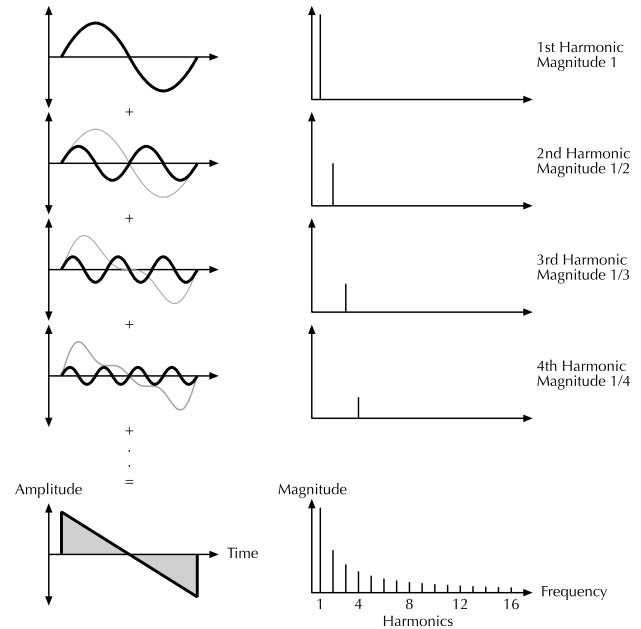 1st Harmonic
Magnitude 1
+
2nd Harmonic
Magnitude 1/2
+
3rd Harmonic
Magnitude 1/3
+
4th Harmonic
Magnitude 1/4
+
.
.
=
Amplitude
Time
Magnitude
Frequency
1 4 8 12 16
Harmonics